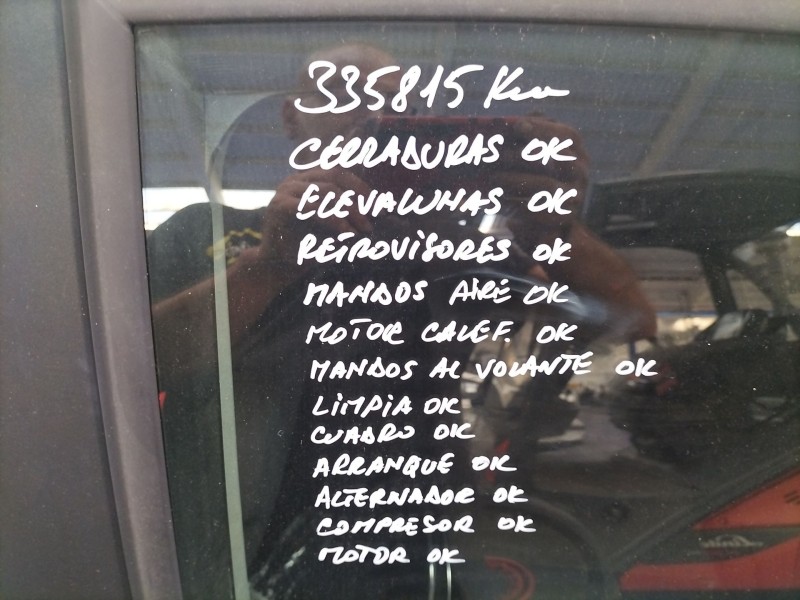 335815 Km
CERRADURAS OK
ELEVALUNAS OK
RETROVISORES OK
MANDOS AIRE OK
MOTOR CALEF. OK
MANDOS AL VOLANTE OK
LIMPIA OK
CUADRO OK
ARRANQUE OK
ALTERNADOR OK
COMPRESOR OK
MOTOR OK